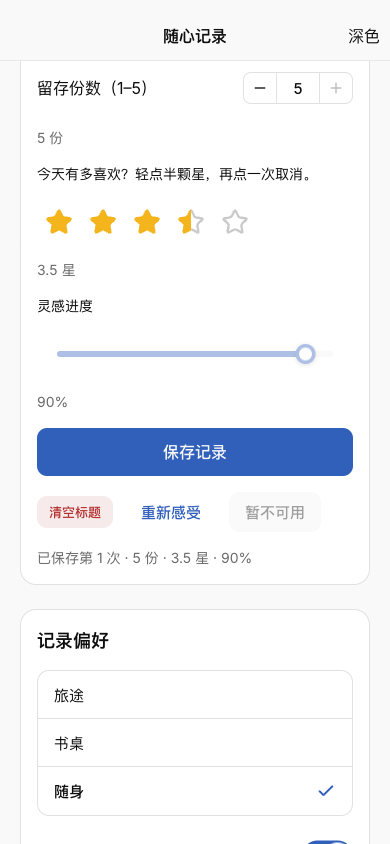 随心记录
深色
留存份数（1–5）
5
5 份
今天有多喜欢？轻点半颗星，再点一次取消。
3.5 星
灵感进度
90%
保存记录
清空标题
重新感受
暂不可用
已保存第 1 次 · 5 份 · 3.5 星 · 90%
记录偏好
旅途
书桌
随身